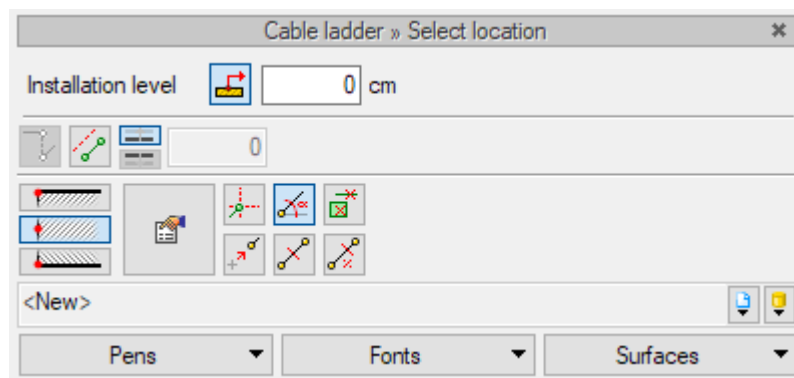 Cable ladder » Select location
Installation level 0 cm
0
<New>
Pens Fonts Surfaces